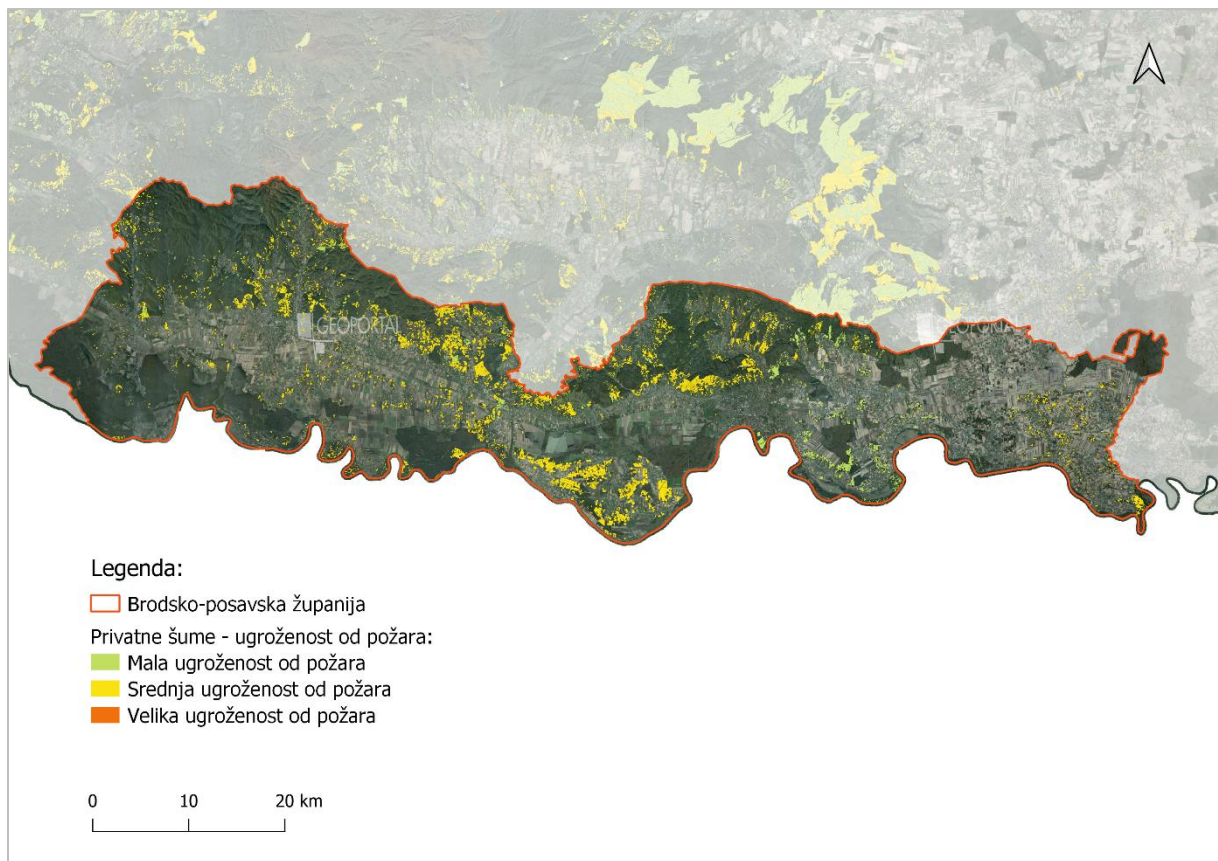 GEOPORTAL
GEOPORTAL
Legenda:
Brodsko-posavska županija
Privatne šume - ugroženost od požara:
Mala ugroženost od požara
Srednja ugroženost od požara
Velika ugroženost od požara
0 10 20 km